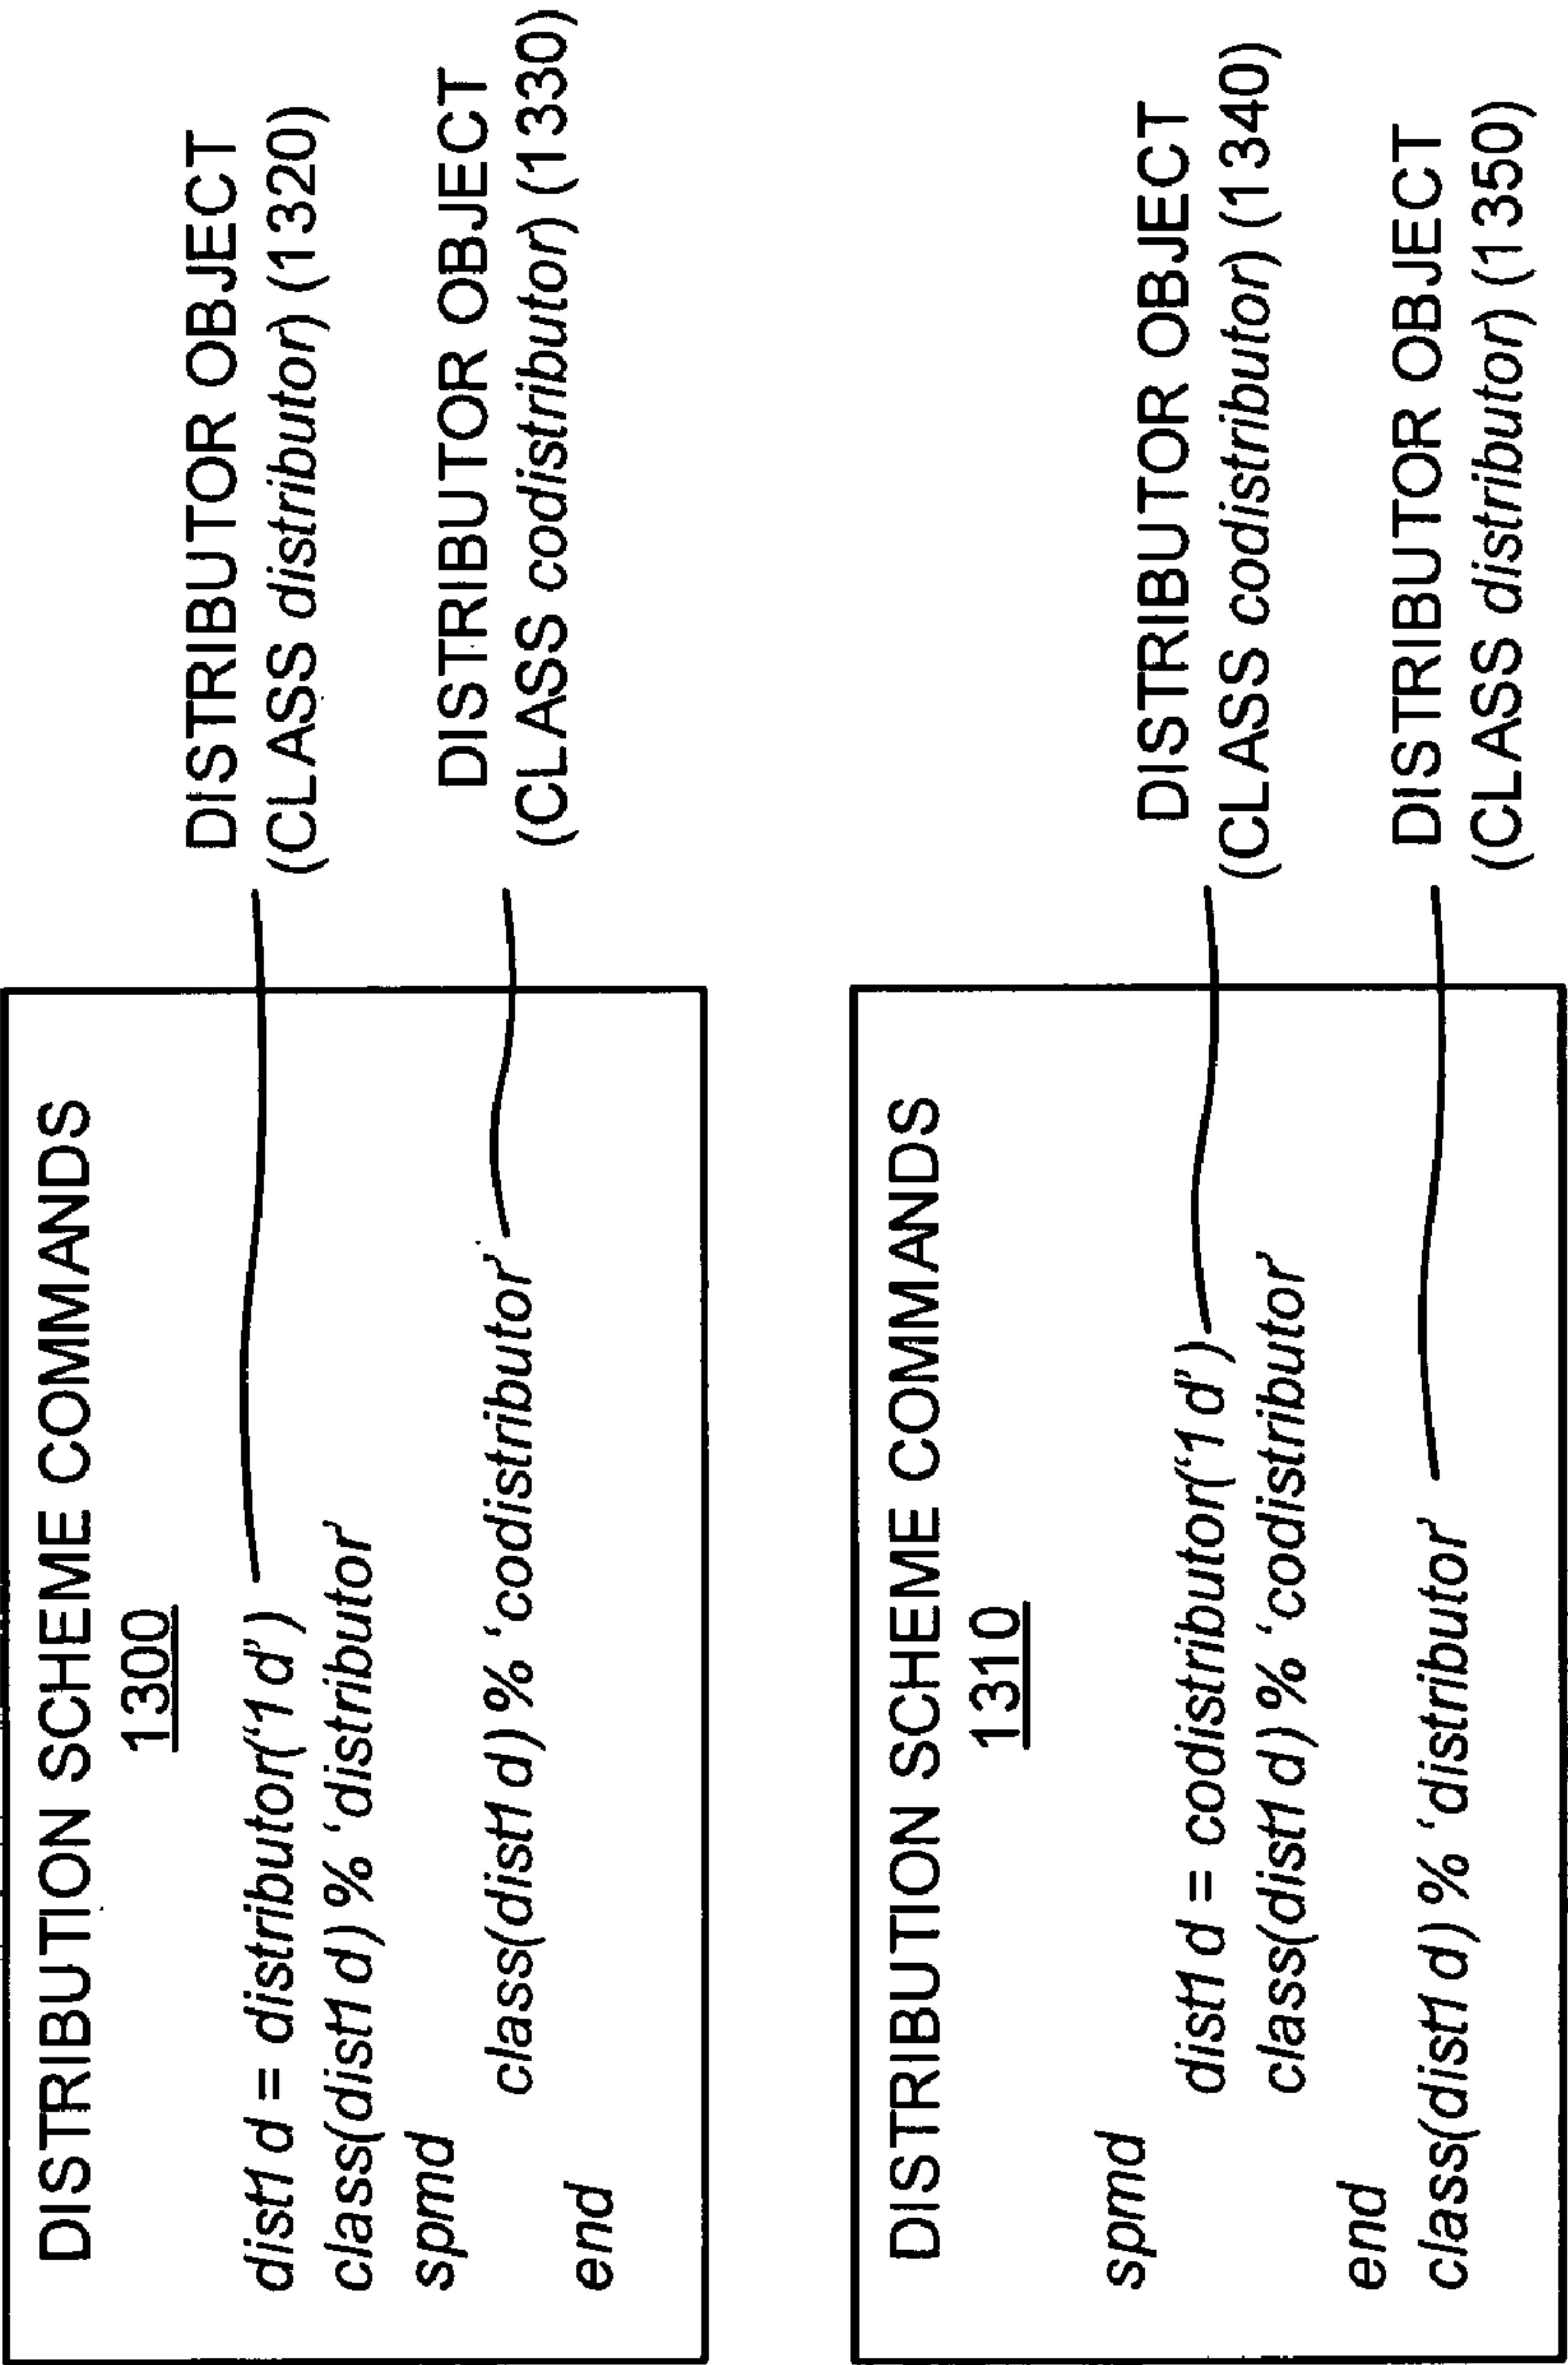 DISTRIBUTION SCHEME COMMANDS
1300
dist1d = distributor(‘1d’)
class(dist1d) % ‘distributor’
spmd
class(dist1d) % ‘codistributor’
end
DISTRIBUTOR OBJECT
(CLASS distributor) (1320)
DISTRIBUTOR OBJECT
(CLASS codistributor) (1330)
DISTRIBUTION SCHEME COMMANDS
1310
spmd
dist1d = codistributor(‘1d’)
class(dist1d) % ‘codistributor’
end
class(dist1d) % ‘distributor’
DISTRIBUTOR OBJECT
(CLASS codistributor) (1340)
DISTRIBUTOR OBJECT
(CLASS distributor) (1350)